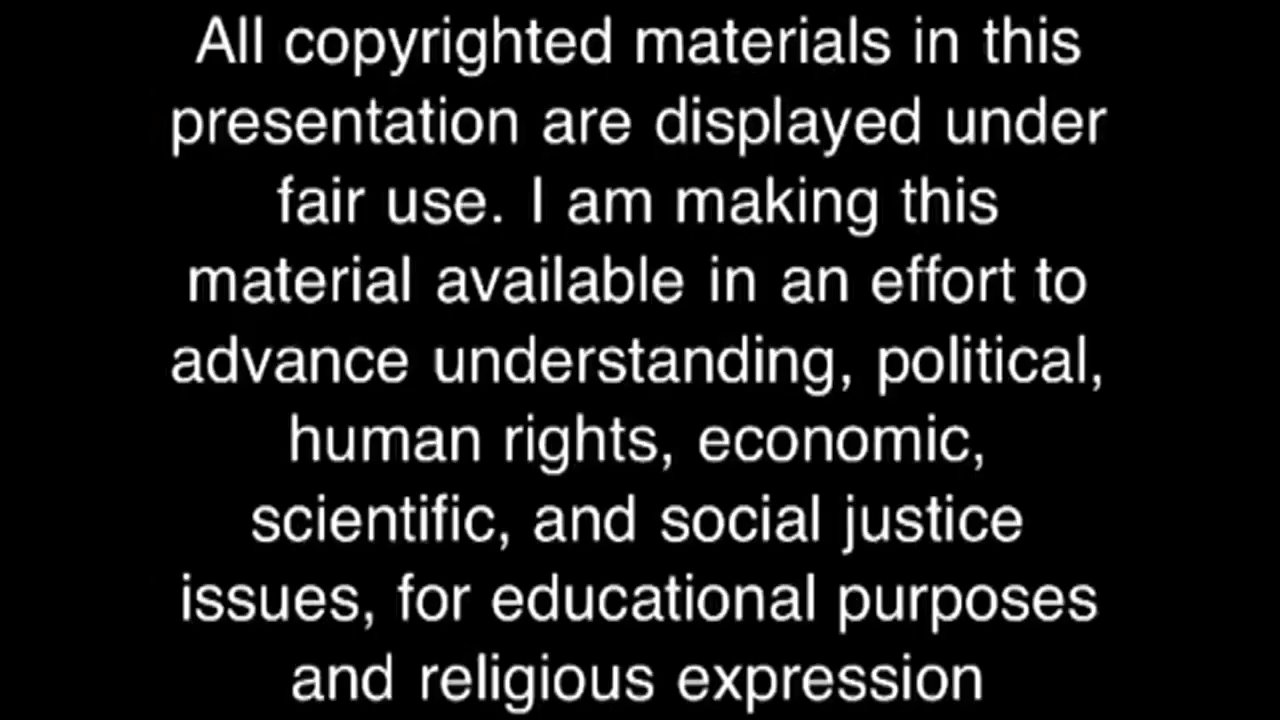 All copyrighted materials in this
presentation are displayed under
fair use. I am making this
material available in an effort to
advance understanding, political,
human rights, economic,
scientific, and social justice
issues, for educational purposes
and religious expression